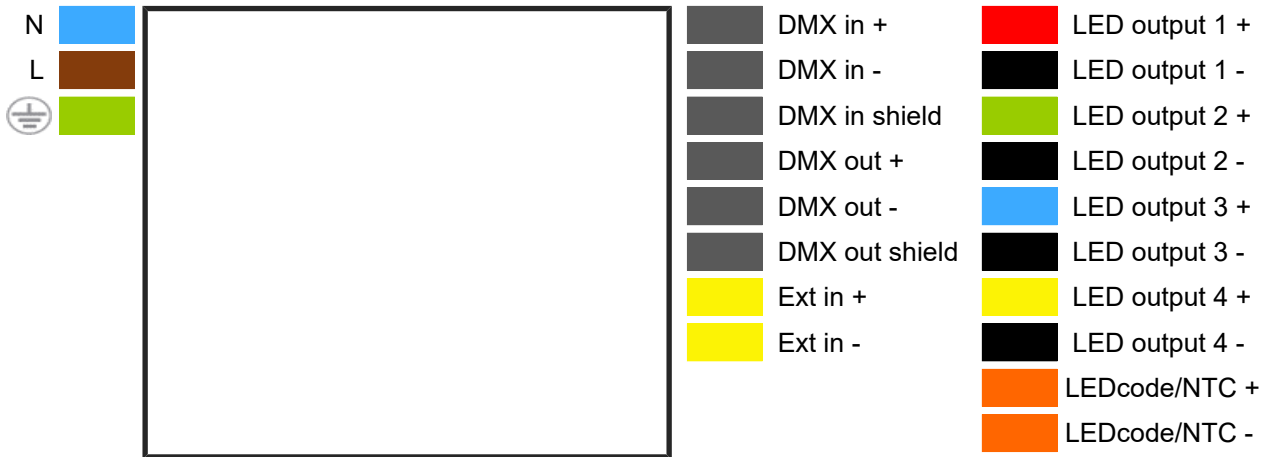 N
L
DMX in +
DMX in -
DMX in shield
DMX out +
DMX out -
DMX out shield
Ext in +
Ext in -
LED output 1 +
LED output 1 -
LED output 2 +
LED output 2 -
LED output 3 +
LED output 3 -
LED output 4 +
LED output 4 -
LEDcode/NTC +
LEDcode/NTC -